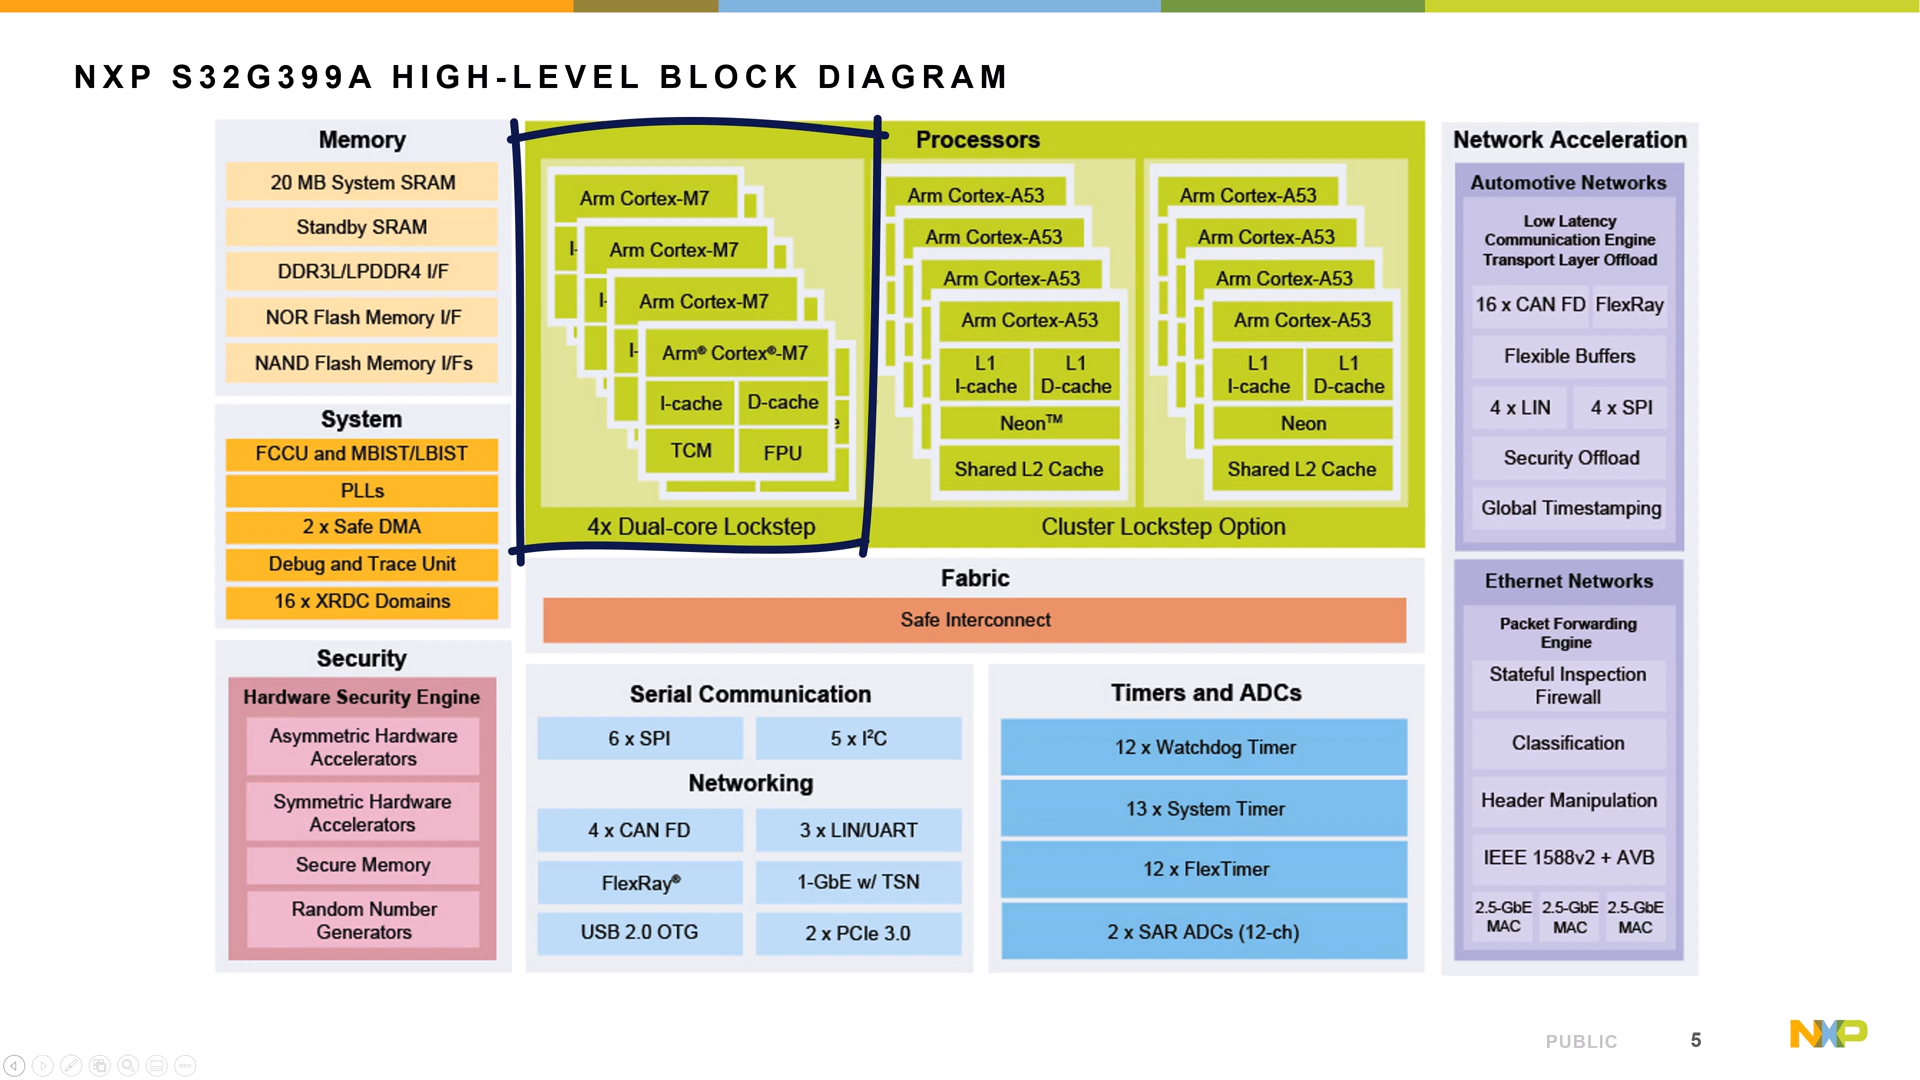 NXP S32G399A HIGH-LEVEL BLOCK DIAGRAM
Memory
20 MB System SRAM
Standby SRAM
DDR3L/LPDDR4 I/F
NOR Flash Memory I/F
NAND Flash Memory I/Fs
System
FCCU and MBIST/LBIST
PLLs
2 x Safe DMA
Debug and Trace Unit
16 x XRDC Domains
Security
Hardware Security Engine
Asymmetric Hardware
Accelerators
Symmetric Hardware
Accelerators
Secure Memory
Random Number
Generators
Processors
Arm Cortex-M7
I-
Arm Cortex-M7
I-
Arm Cortex-M7
I-
Arm® Cortex®-M7
I-cache
D-cache
e
TCM
FPU
4x Dual-core Lockstep
Arm Cortex-A53
Arm Cortex-A53
Arm Cortex-A53
Arm Cortex-A53
L1
I-cache
L1
D-cache
Neon™
Shared L2 Cache
Arm Cortex-A53
Arm Cortex-A53
Arm Cortex-A53
Arm Cortex-A53
L1
I-cache
L1
D-cache
Neon
Shared L2 Cache
Cluster Lockstep Option
Fabric
Safe Interconnect
Serial Communication
6 x SPI
5 x I²C
Networking
4 x CAN FD
3 x LIN/UART
FlexRay®
1-GbE w/ TSN
USB 2.0 OTG
2 x PCIe 3.0
Timers and ADCs
12 x Watchdog Timer
13 x System Timer
12 x FlexTimer
2 x SAR ADCs (12-ch)
Network Acceleration
Automotive Networks
Low Latency
Communication Engine
Transport Layer Offload
16 x CAN FD
FlexRay
Flexible Buffers
4 x LIN
4 x SPI
Security Offload
Global Timestamping
Ethernet Networks
Packet Forwarding
Engine
Stateful Inspection
Firewall
Classification
Header Manipulation
IEEE 1588v2 + AVB
2.5-GbE
MAC
2.5-GbE
MAC
2.5-GbE
MAC
PUBLIC
5
NXP